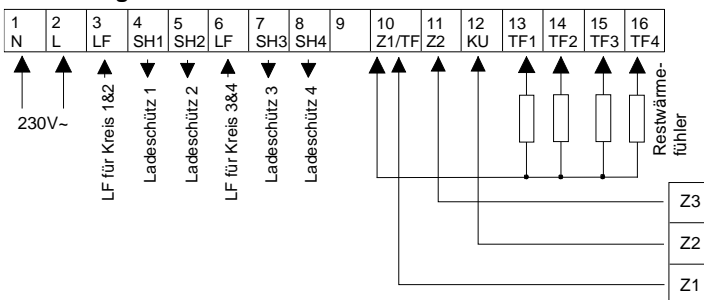 1 2 3 4 5 6 7 8 9 10 11 12 13 14 15 16
N L LF SH1 SH2 LF SH3 SH4 Z1/TF Z2 KU TF1 TF2 TF3 TF4
230V~
LF für Kreis 1&2
Ladeschütz 1
Ladeschütz 2
LF für Kreis 3&4
Ladeschütz 3
Ladeschütz 4
Restwärme-
fühler
Z3
Z2
Z1